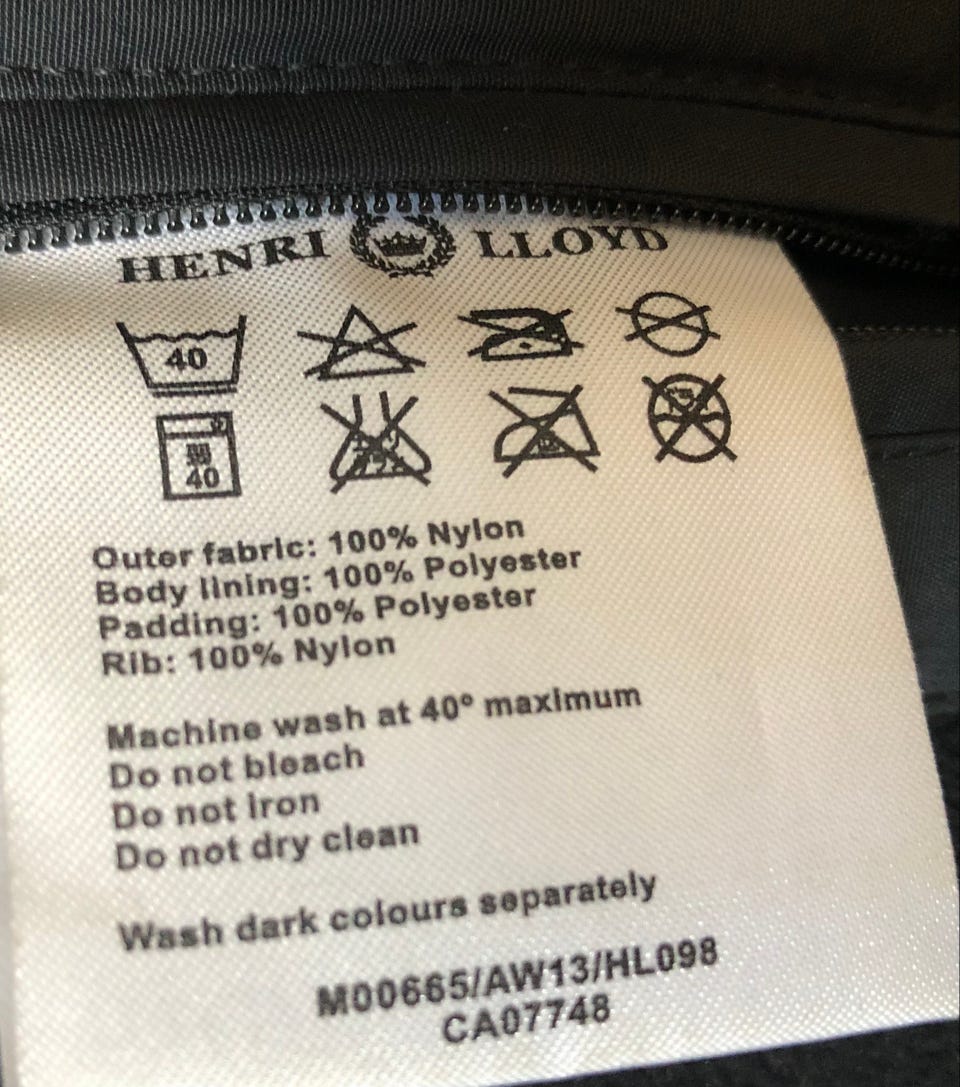 HENRI LLOYD
40
弱
40
Outer fabric: 100% Nylon
Body lining: 100% Polyester
Padding: 100% Polyester
Rib: 100% Nylon
Machine wash at 40° maximum
Do not bleach
Do not iron
Do not dry clean
Wash dark colours separately
M00665/AW13/HL098
CA07748